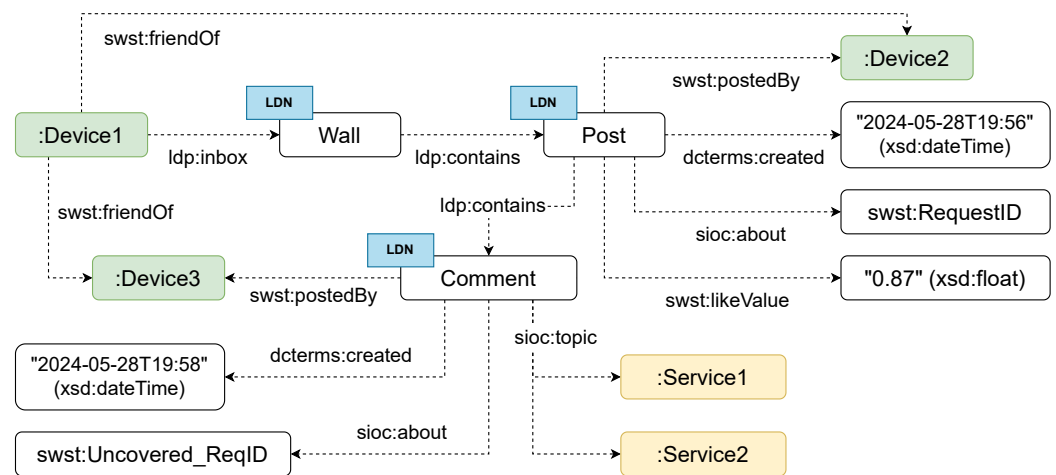 swst:friendOf
:Device2
swst:postedBy
LDN
LDN
:Device1
Wall
Post
"2024-05-28T19:56"
(xsd:dateTime)
ldp:inbox
ldp:contains
dcterms:created
swst:friendOf
ldp:contains
swst:RequestID
sioc:about
LDN
:Device3
Comment
"0.87" (xsd:float)
swst:postedBy
swst:likeValue
sioc:topic
dcterms:created
"2024-05-28T19:58"
(xsd:dateTime)
:Service1
sioc:about
swst:Uncovered_ReqID
:Service2